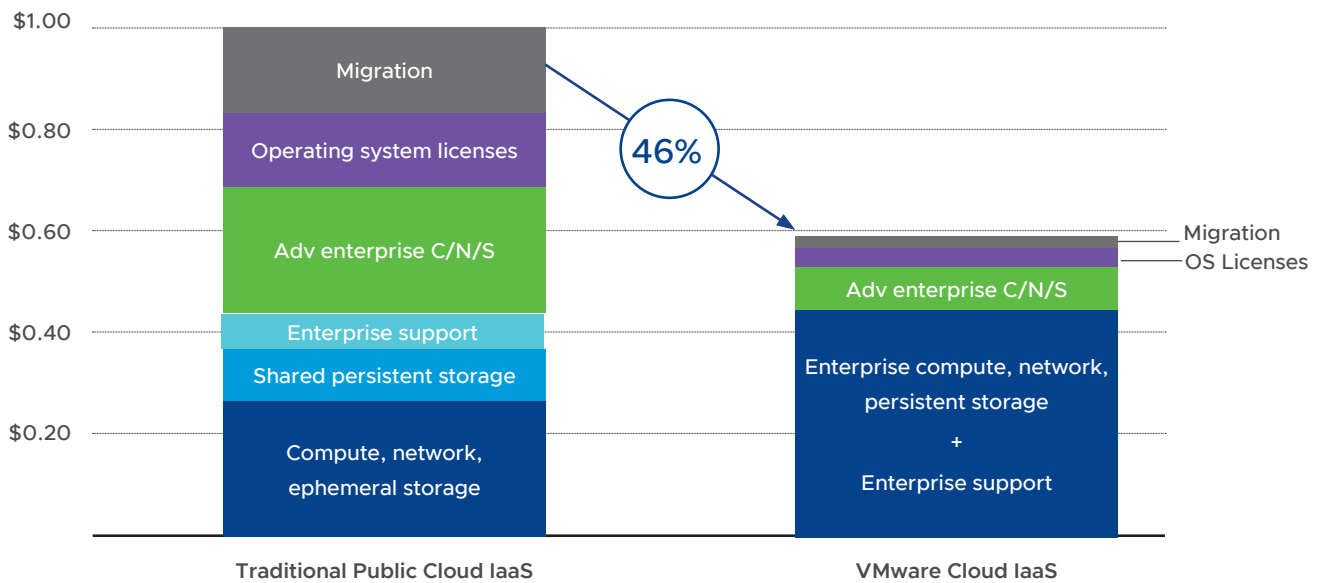 $1.00
$0.80
$0.60
$0.40
$0.20
Migration
Operating system licenses
Adv enterprise C/N/S
Enterprise support
Shared persistent storage
Compute, network,
ephemeral storage
46%
Migration
OS Licenses
Adv enterprise C/N/S
Enterprise compute, network,
persistent storage
+
Enterprise support
Traditional Public Cloud IaaS
VMware Cloud IaaS